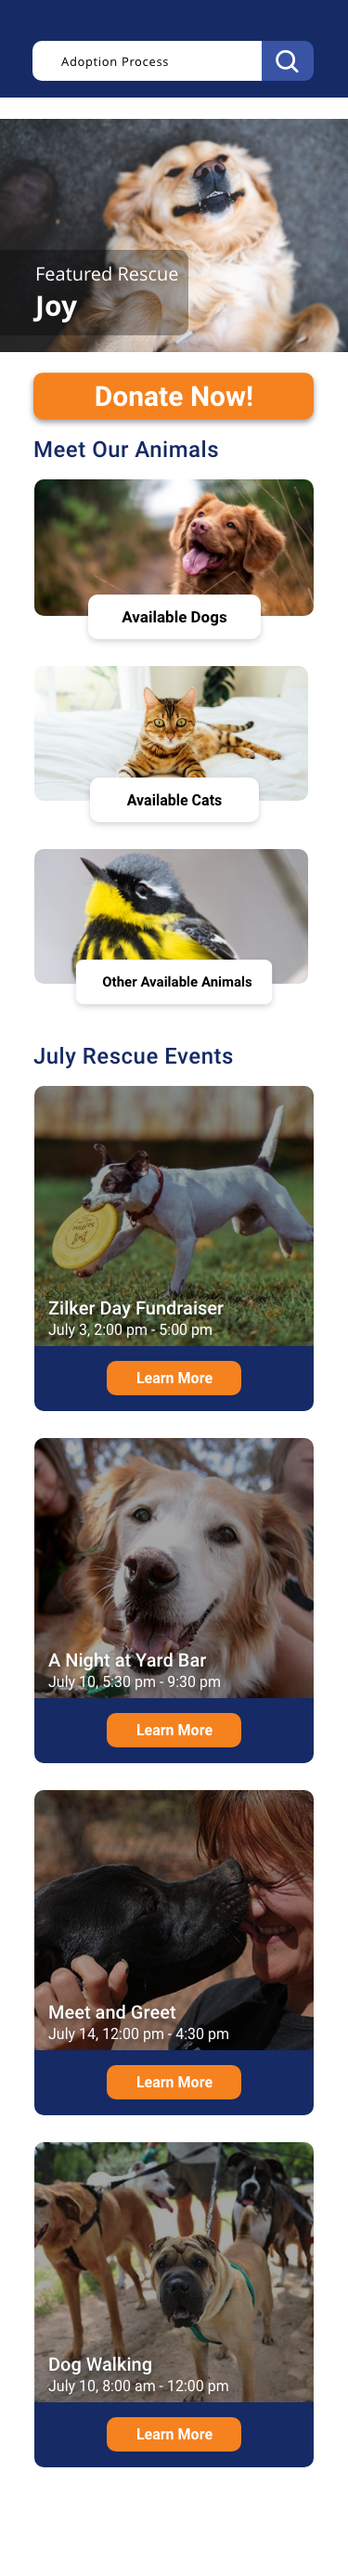 Adoption Process
Featured Rescue
Joy
Donate Now!
Meet Our Animals
Available Dogs
Available Cats
Other Available Animals
July Rescue Events
Zilker Day Fundraiser
July 3, 2:00 pm - 5:00 pm
Learn More
A Night at Yard Bar
July 10, 5:30 pm - 9:30 pm
Learn More
Meet and Greet
July 14, 12:00 pm - 4:30 pm
Learn More
Dog Walking
July 10, 8:00 am - 12:00 pm
Learn More